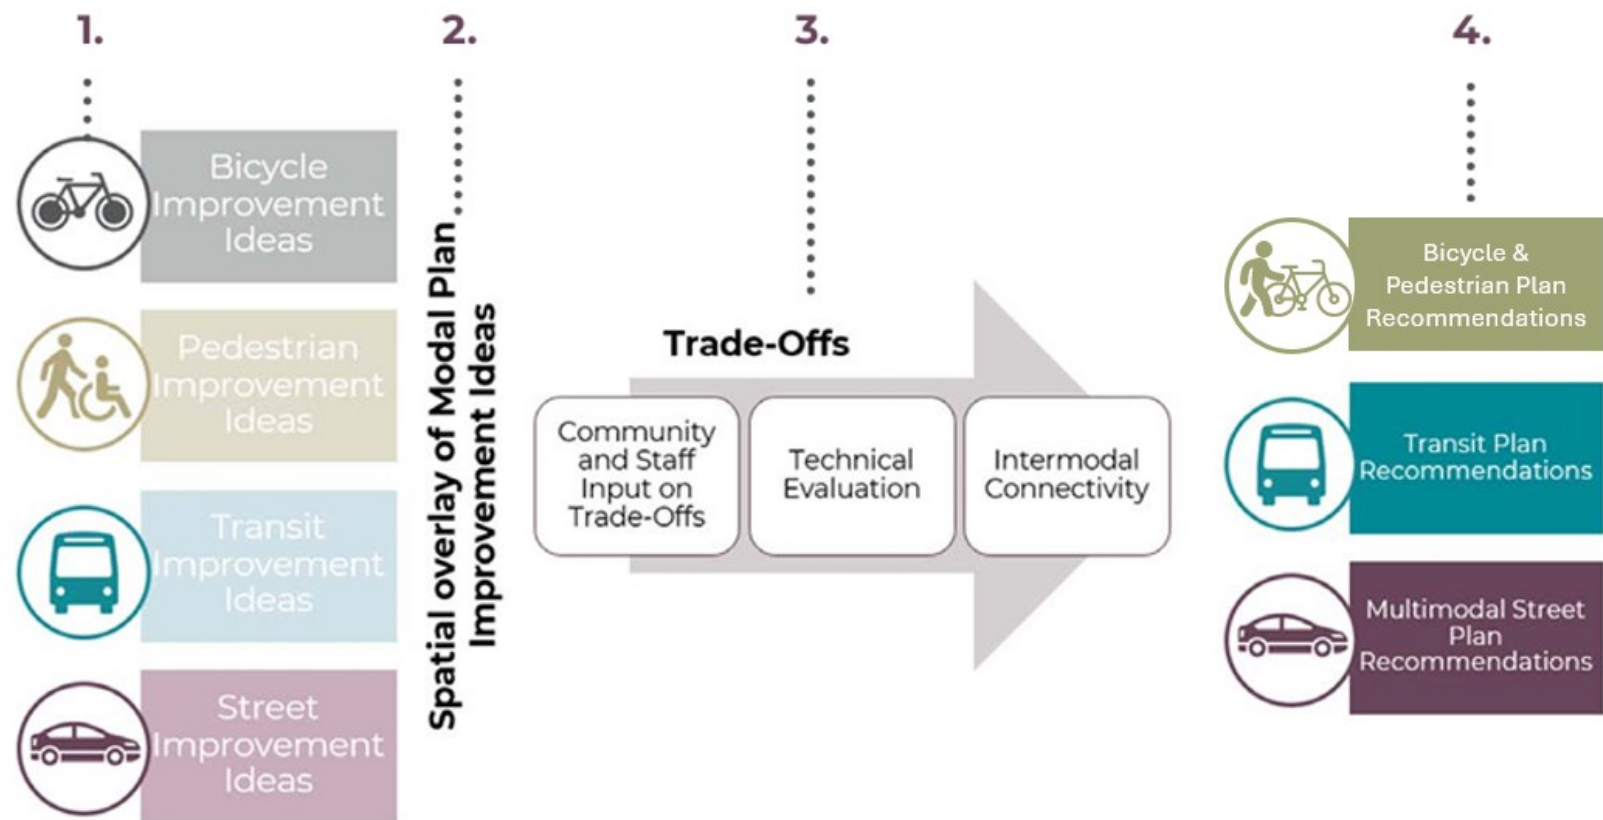 1.
2.
3.
4.
Bicycle
Improvement
Ideas
Pedestrian
Improvement
Ideas
Transit
Improvement
Ideas
Street
Improvement
Ideas
Spatial overlay of Modal Plan
Improvement Ideas
Trade-Offs
Community
and Staff
Input on
Trade-Offs
Technical
Evaluation
Intermodal
Connectivity
Bicycle &
Pedestrian Plan
Recommendations
Transit Plan
Recommendations
Multimodal Street
Plan
Recommendations